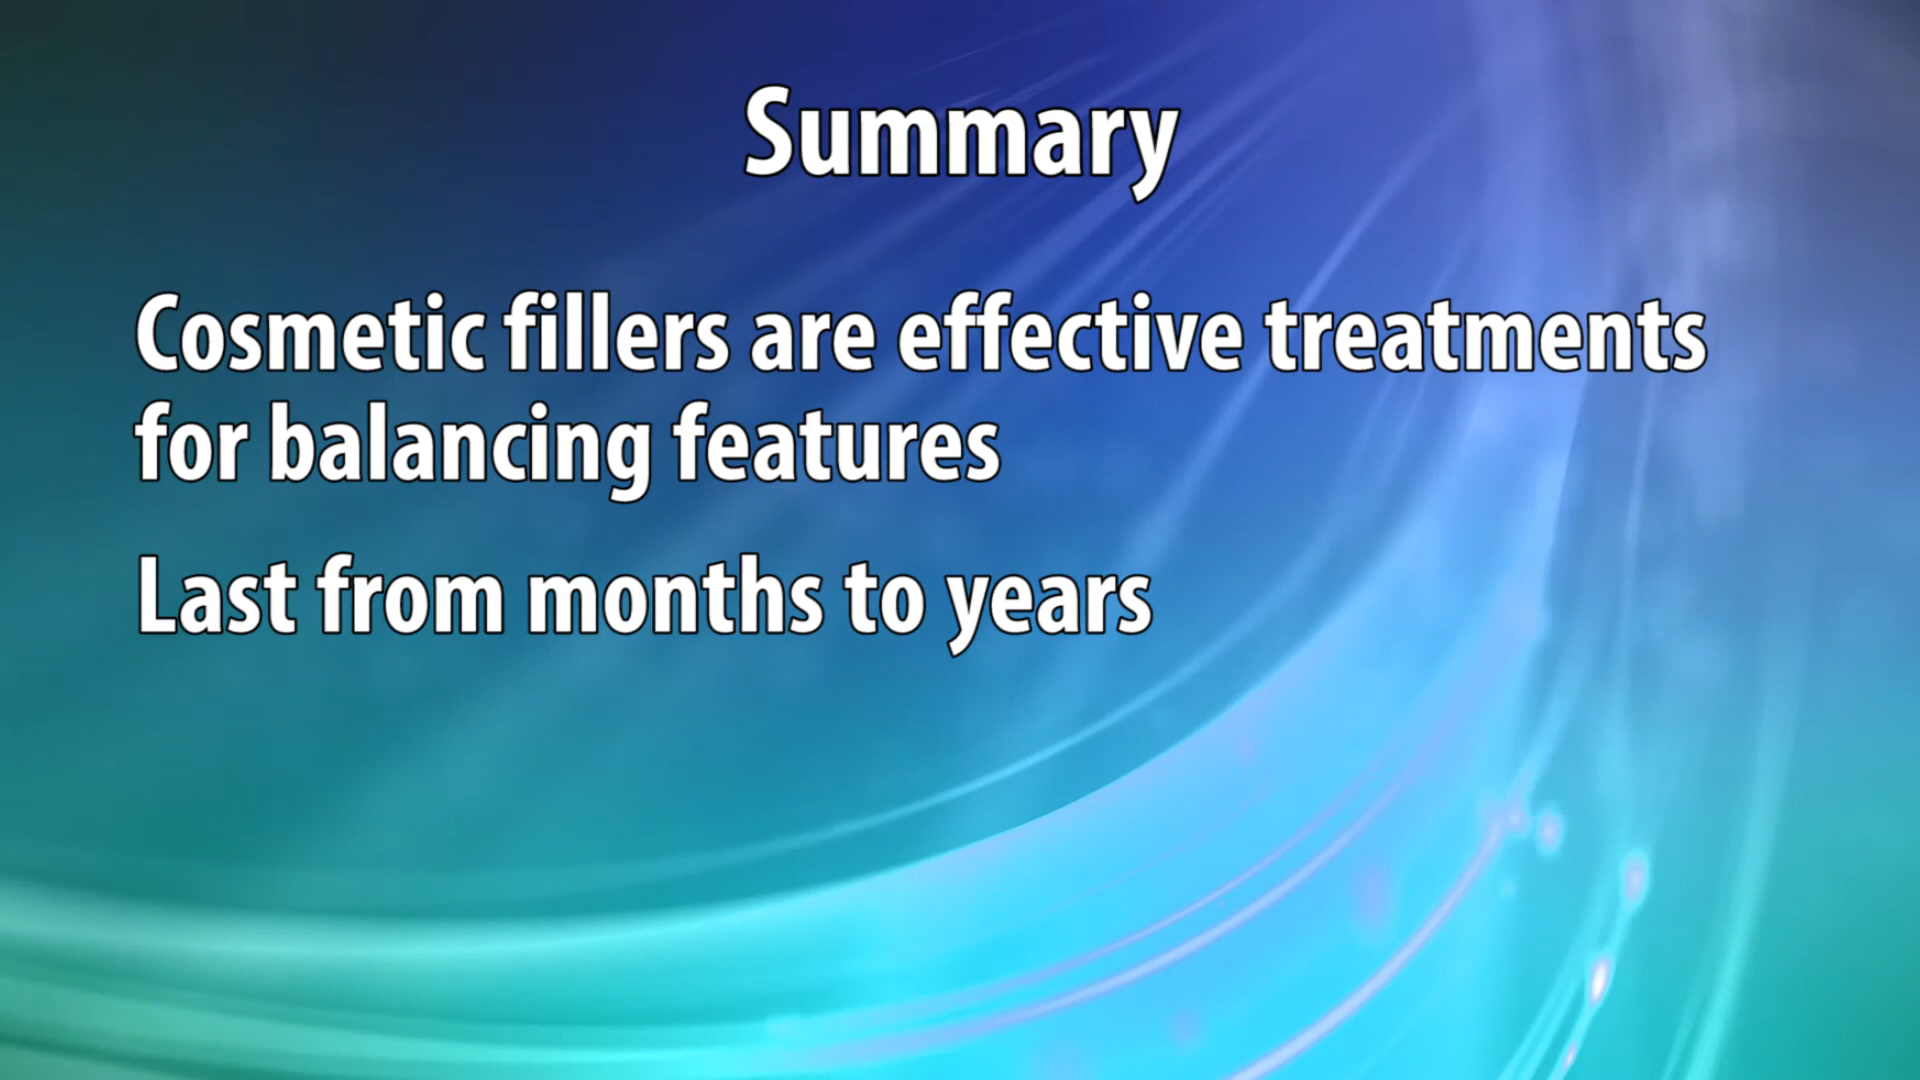 Summary
Cosmetic fillers are effective treatments
for balancing features
Last from months to years